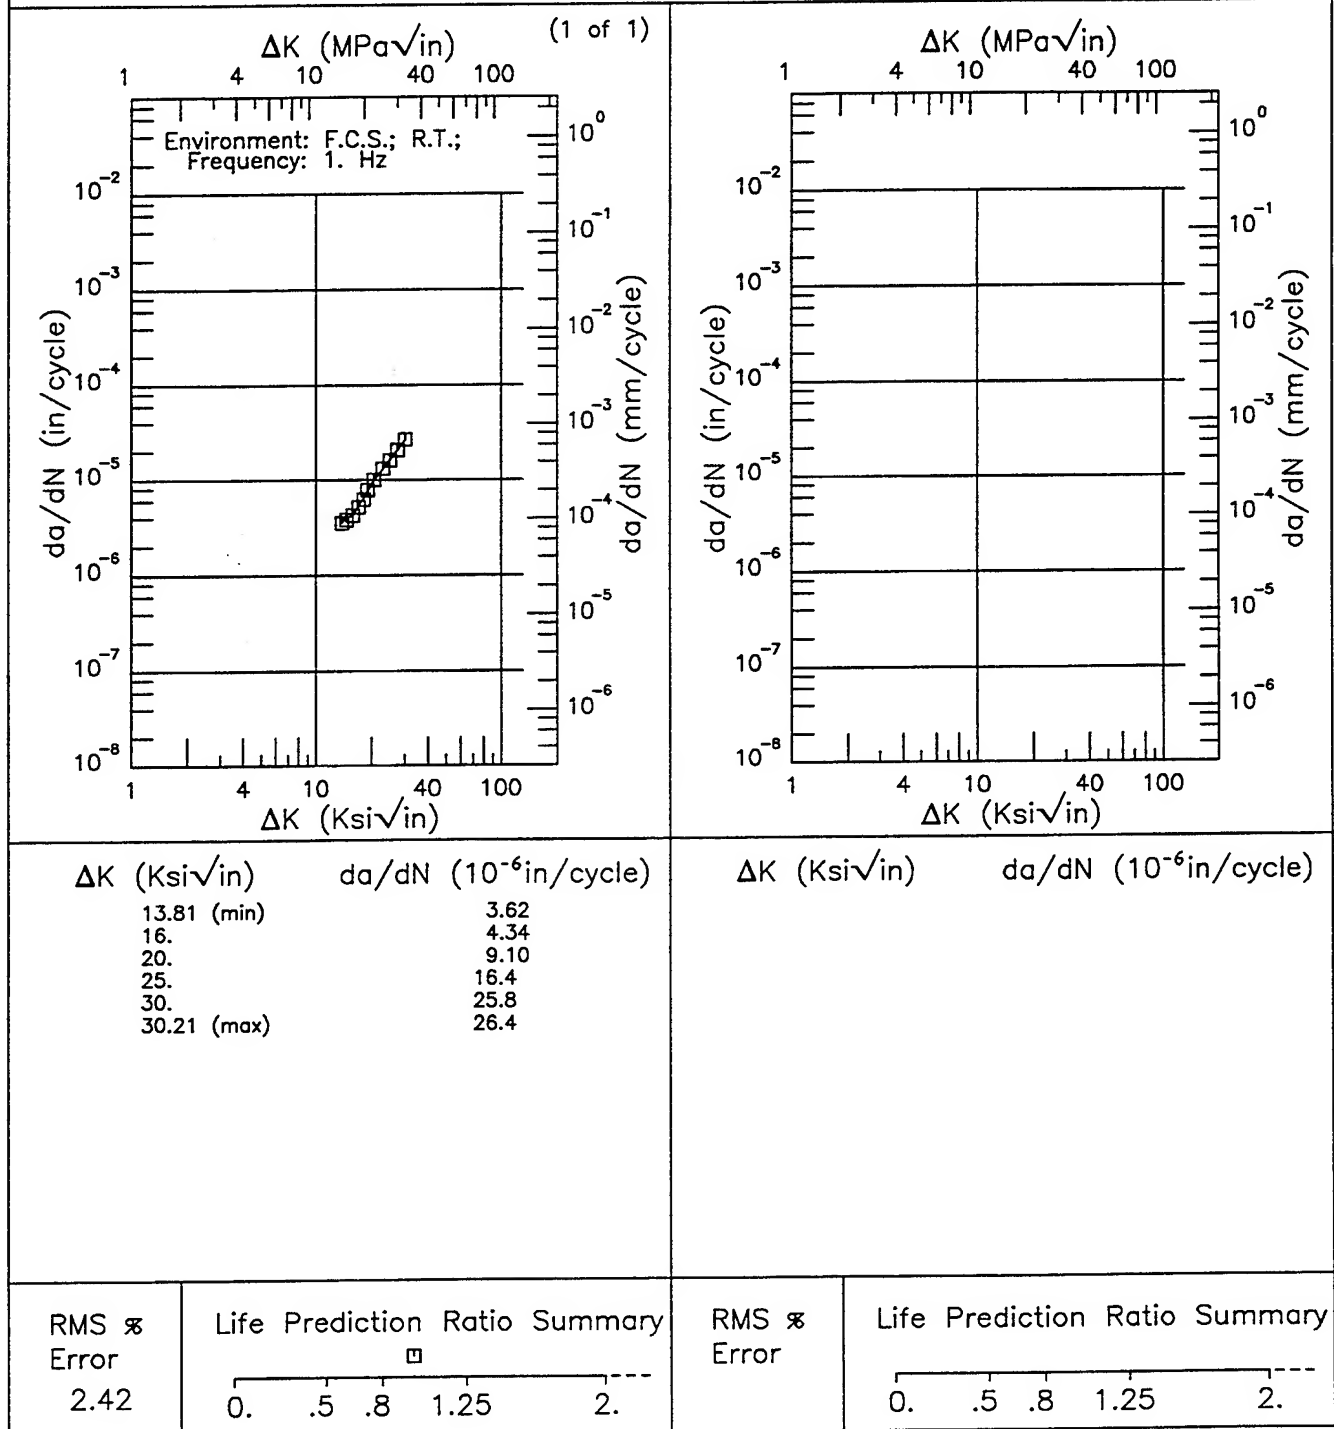 (1 of 1)
ΔK (MPa√in)
1 4 10 40 100
Environment: F.C.S.; R.T.;
Frequency: 1. Hz
da/dN (in/cycle)
10⁻²
10⁻³
10⁻⁴
10⁻⁵
10⁻⁶
10⁻⁷
10⁻⁸
10⁰
10⁻¹
10⁻²
10⁻³
10⁻⁴
10⁻⁵
10⁻⁶
da/dN (mm/cycle)
1 4 10 40 100
ΔK (Ksi√in)
ΔK (MPa√in)
1 4 10 40 100
da/dN (in/cycle)
10⁻²
10⁻³
10⁻⁴
10⁻⁵
10⁻⁶
10⁻⁷
10⁻⁸
10⁰
10⁻¹
10⁻²
10⁻³
10⁻⁴
10⁻⁵
10⁻⁶
da/dN (mm/cycle)
1 4 10 40 100
ΔK (Ksi√in)
ΔK (Ksi√in) da/dN (10⁻⁶in/cycle)
13.81 (min) 3.62
16. 4.34
20. 9.10
25. 16.4
30. 25.8
30.21 (max) 26.4
ΔK (Ksi√in) da/dN (10⁻⁶in/cycle)
RMS %
Error
2.42
Life Prediction Ratio Summary
0. .5 .8 1.25 2.
RMS %
Error
Life Prediction Ratio Summary
0. .5 .8 1.25 2.